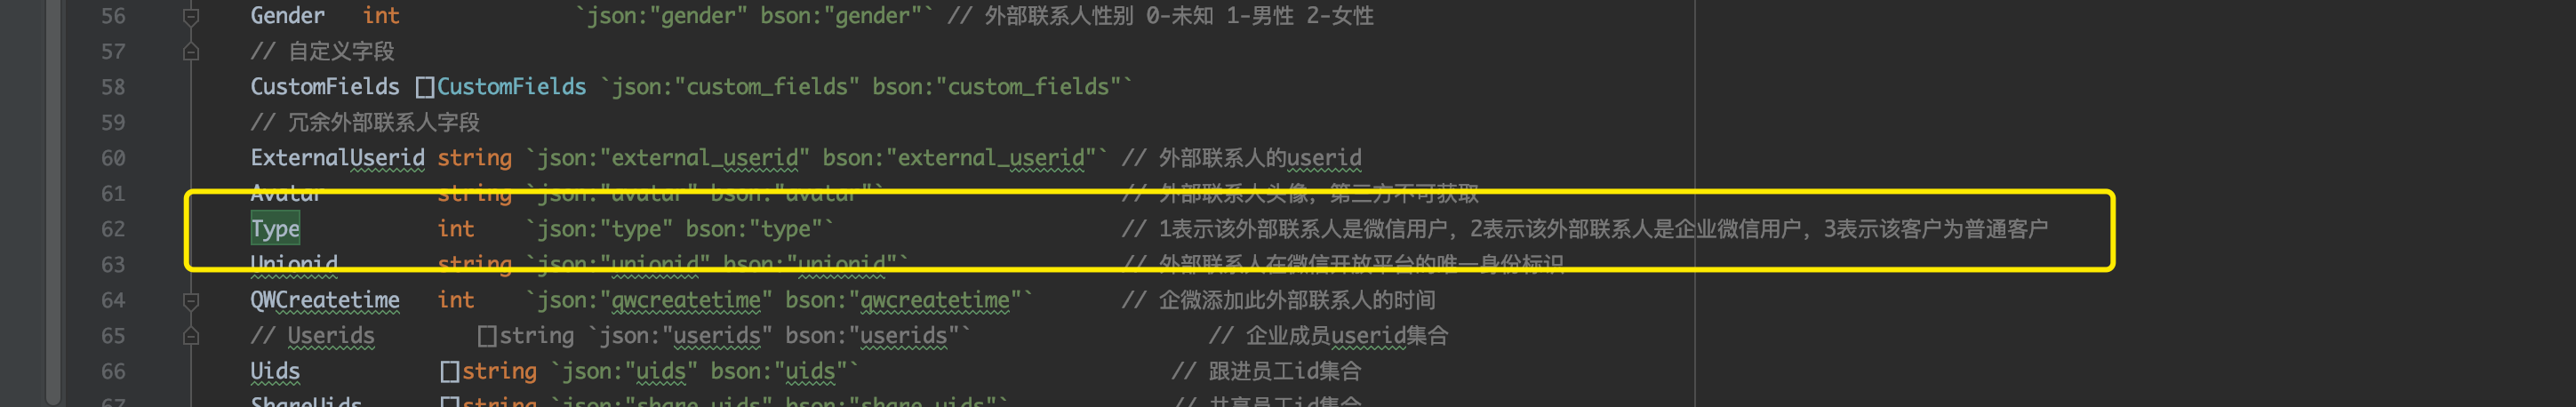 56 Gender int `json:"gender" bson:"gender"` // 外部联系人性别 0-未知 1-男性 2-女性
57 // 自定义字段
58 CustomFields []CustomFields `json:"custom_fields" bson:"custom_fields"`
59 // 冗余外部联系人字段
60 ExternalUserid string `json:"external_userid" bson:"external_userid"` // 外部联系人的userid
61 Avatar string `json:"avatar" bson:"avatar"` // 外部联系人头像，第三方不可获取
62 Type int `json:"type" bson:"type"` // 1表示该外部联系人是微信用户，2表示该外部联系人是企业微信用户，3表示该客户为普通客户
63 Unionid string `json:"unionid" bson:"unionid"` // 外部联系人在微信开放平台的唯一身份标识
64 QWCreatetime int `json:"qwcreatetime" bson:"qwcreatetime"` // 企微添加此外部联系人的时间
65 // Userids []string `json:"userids" bson:"userids"` // 企业成员userid集合
66 Uids []string `json:"uids" bson:"uids"` // 跟进员工id集合
67 ShareUids []string `json:"share_uids" bson:"share_uids"` // 共享员工id集合